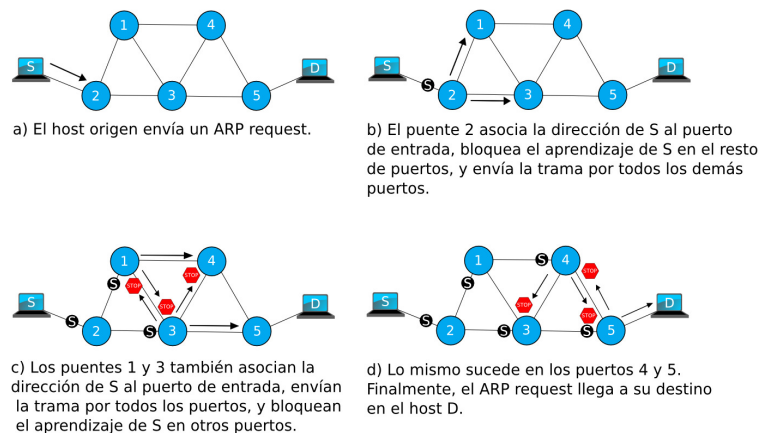 1
4
S
D
2
3
5
a) El host origen envía un ARP request.
1
4
S
D
S
2
3
5
b) El puente 2 asocia la dirección de S al puerto
de entrada, bloquea el aprendizaje de S en el resto
de puertos, y envía la trama por todos los demás
puertos.
1
4
STOP
S
STOP
STOP
S
D
S
2
S
3
5
c) Los puentes 1 y 3 también asocian la
dirección de S al puerto de entrada, envían
la trama por todos los puertos, y bloquean
el aprendizaje de S en otros puertos.
1
S
4
STOP
S
STOP
STOP
S
D
S
2
S
3
S
5
d) Lo mismo sucede en los puertos 4 y 5.
Finalmente, el ARP request llega a su destino
en el host D.